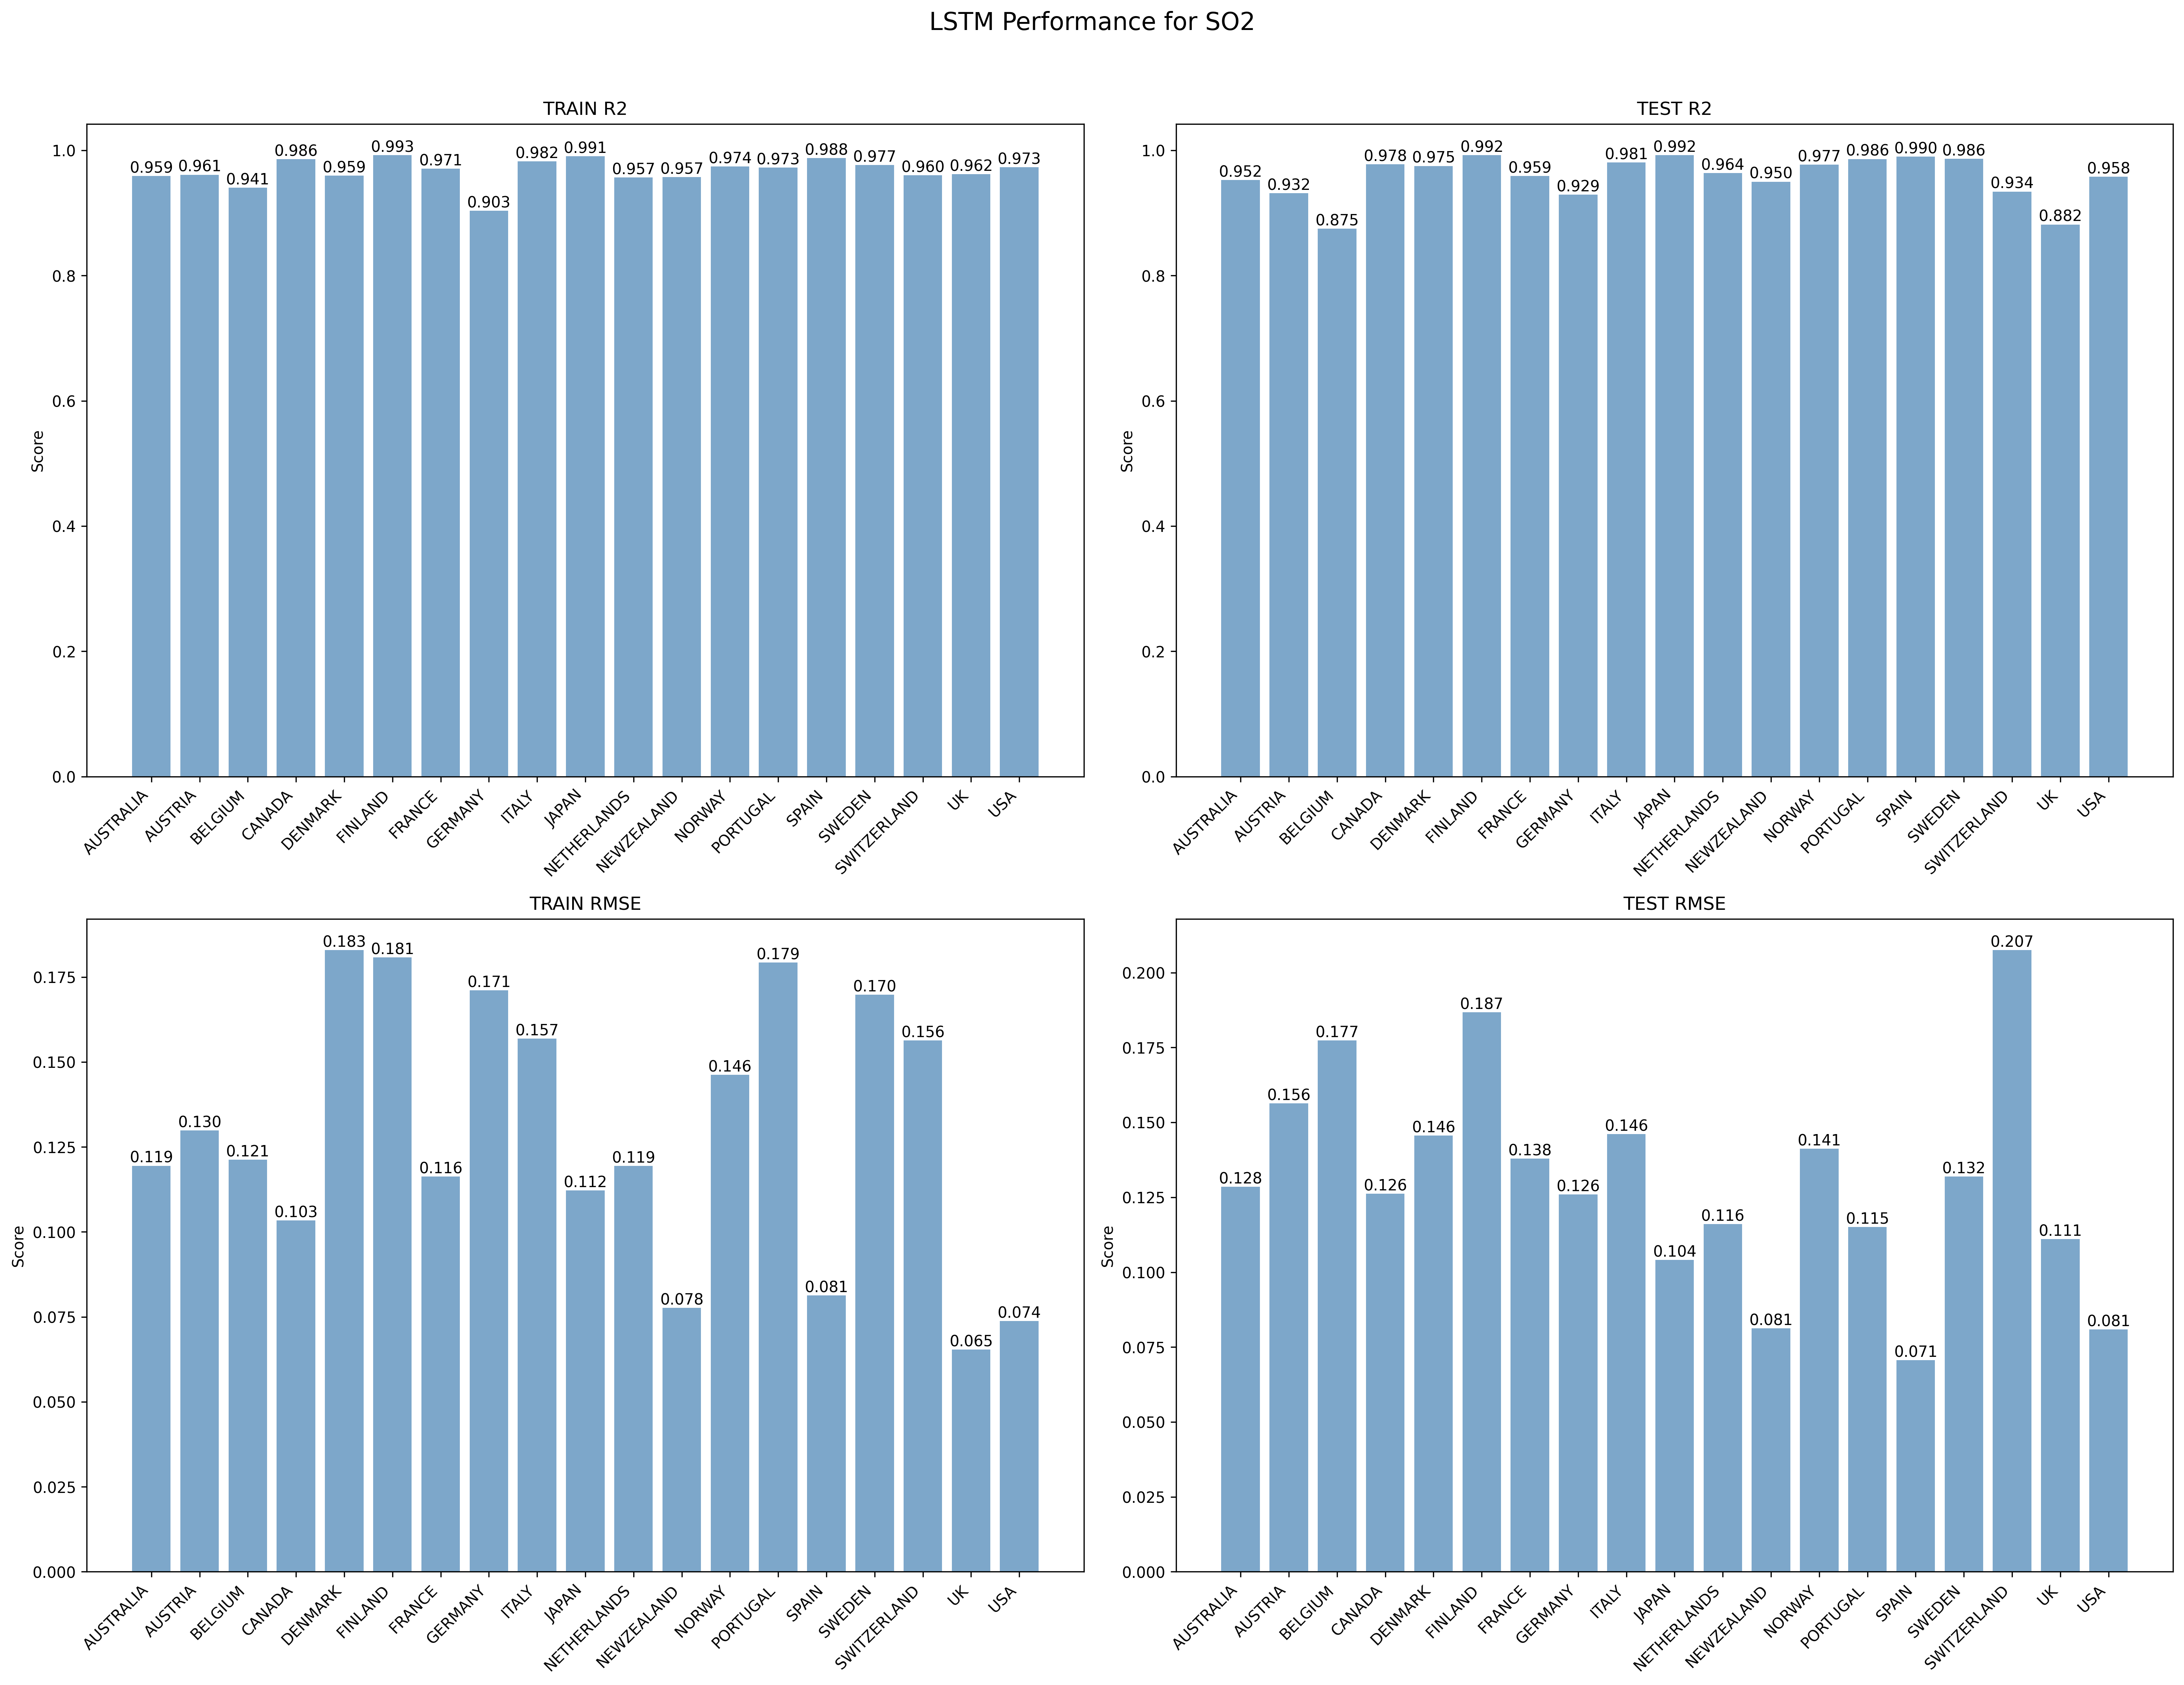 LSTM Performance for SO2
TRAIN R2
Score
1.0
0.8
0.6
0.4
0.2
0.0
0.959 0.961 0.941 0.986 0.959 0.993 0.971 0.903 0.982 0.991 0.957 0.957 0.974 0.973 0.988 0.977 0.960 0.962 0.973
AUSTRALIA AUSTRIA BELGIUM CANADA DENMARK FINLAND FRANCE GERMANY ITALY JAPAN NETHERLANDS NEWZEALAND NORWAY PORTUGAL SPAIN SWEDEN SWITZERLAND UK USA
TEST R2
Score
1.0
0.8
0.6
0.4
0.2
0.0
0.952 0.932 0.875 0.978 0.975 0.992 0.959 0.929 0.981 0.992 0.964 0.950 0.977 0.986 0.990 0.986 0.934 0.882 0.958
AUSTRALIA AUSTRIA BELGIUM CANADA DENMARK FINLAND FRANCE GERMANY ITALY JAPAN NETHERLANDS NEWZEALAND NORWAY PORTUGAL SPAIN SWEDEN SWITZERLAND UK USA
TRAIN RMSE
Score
0.175
0.150
0.125
0.100
0.075
0.050
0.025
0.000
0.119 0.130 0.121 0.103 0.183 0.181 0.116 0.171 0.157 0.112 0.119 0.078 0.146 0.179 0.081 0.170 0.156 0.065 0.074
AUSTRALIA AUSTRIA BELGIUM CANADA DENMARK FINLAND FRANCE GERMANY ITALY JAPAN NETHERLANDS NEWZEALAND NORWAY PORTUGAL SPAIN SWEDEN SWITZERLAND UK USA
TEST RMSE
Score
0.200
0.175
0.150
0.125
0.100
0.075
0.050
0.025
0.000
0.128 0.156 0.177 0.126 0.146 0.187 0.138 0.126 0.146 0.104 0.116 0.081 0.141 0.115 0.071 0.132 0.207 0.111 0.081
AUSTRALIA AUSTRIA BELGIUM CANADA DENMARK FINLAND FRANCE GERMANY ITALY JAPAN NETHERLANDS NEWZEALAND NORWAY PORTUGAL SPAIN SWEDEN SWITZERLAND UK USA